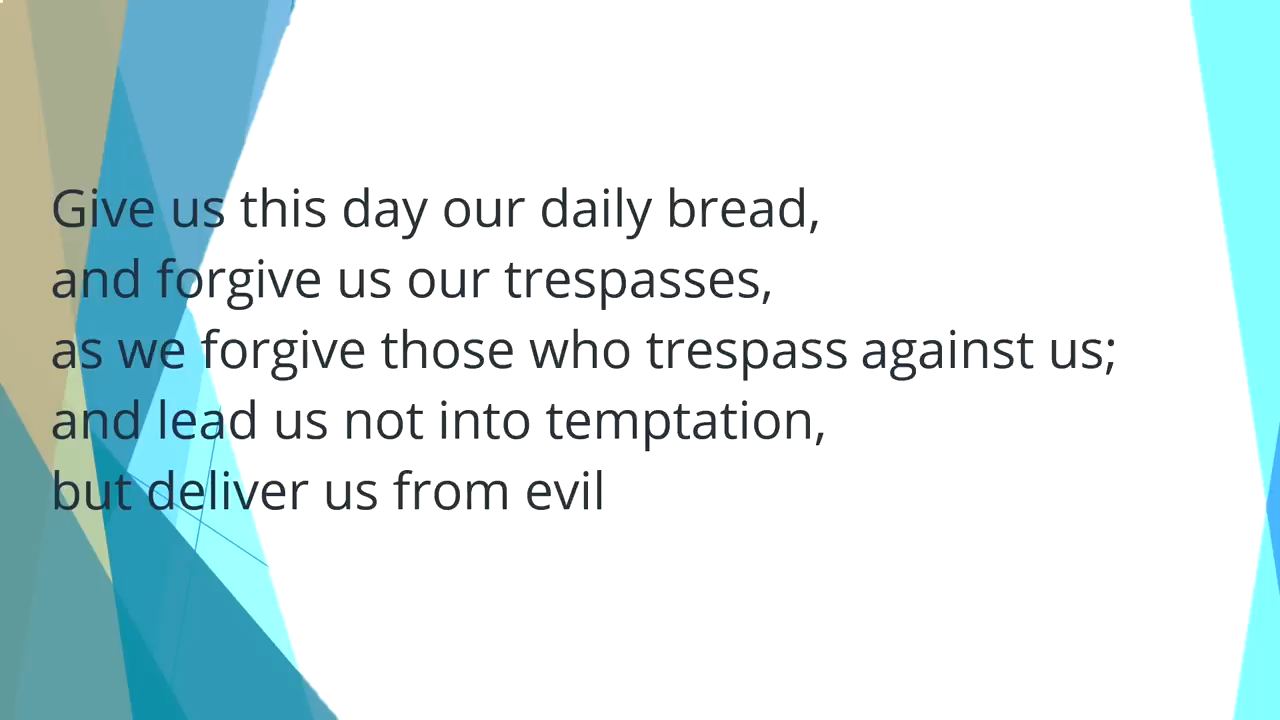 Give us this day our daily bread,
and forgive us our trespasses,
as we forgive those who trespass against us;
and lead us not into temptation,
but deliver us from evil